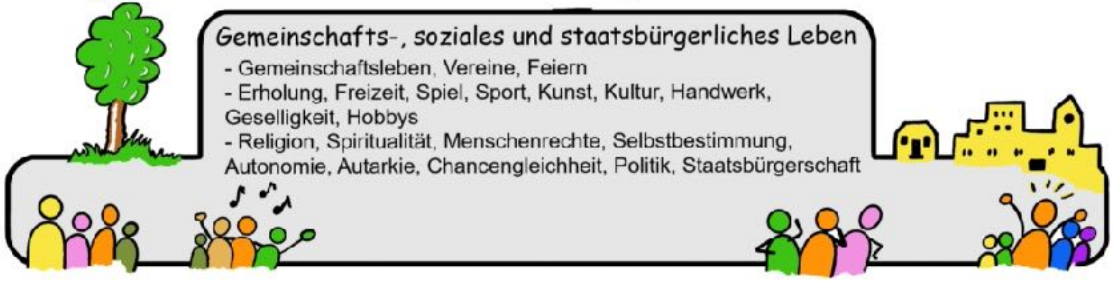 Gemeinschafts-, soziales und staatsbürgerliches Leben
- Gemeinschaftsleben, Vereine, Feiern
- Erholung, Freizeit, Spiel, Sport, Kunst, Kultur, Handwerk,
Geselligkeit, Hobbys
- Religion, Spiritualität, Menschenrechte, Selbstbestimmung,
Autonomie, Autarkie, Chancengleichheit, Politik, Staatsbürgerschaft